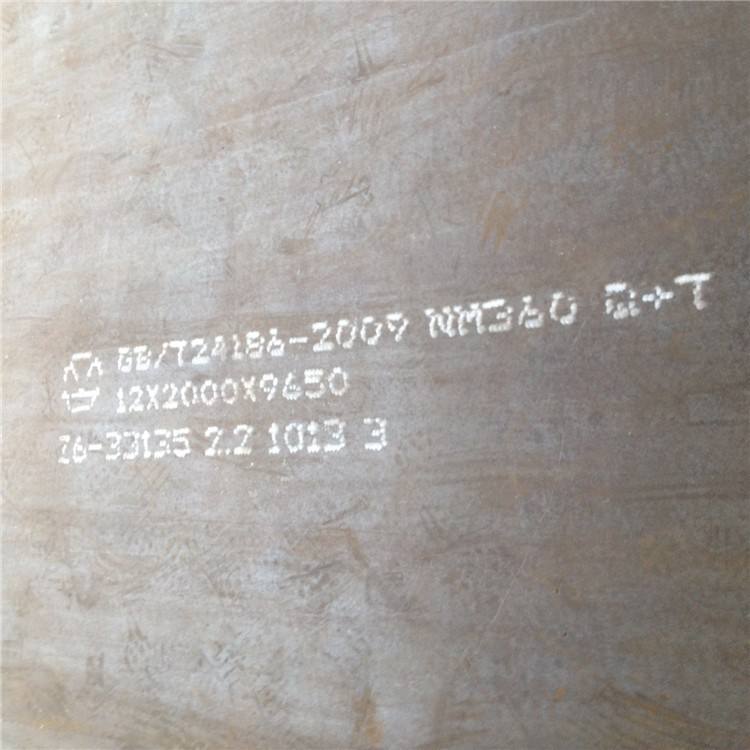 GB/T24186-2009 NM360 Q+T
12X2000X9650
Z6-33135 2.2 1013 3